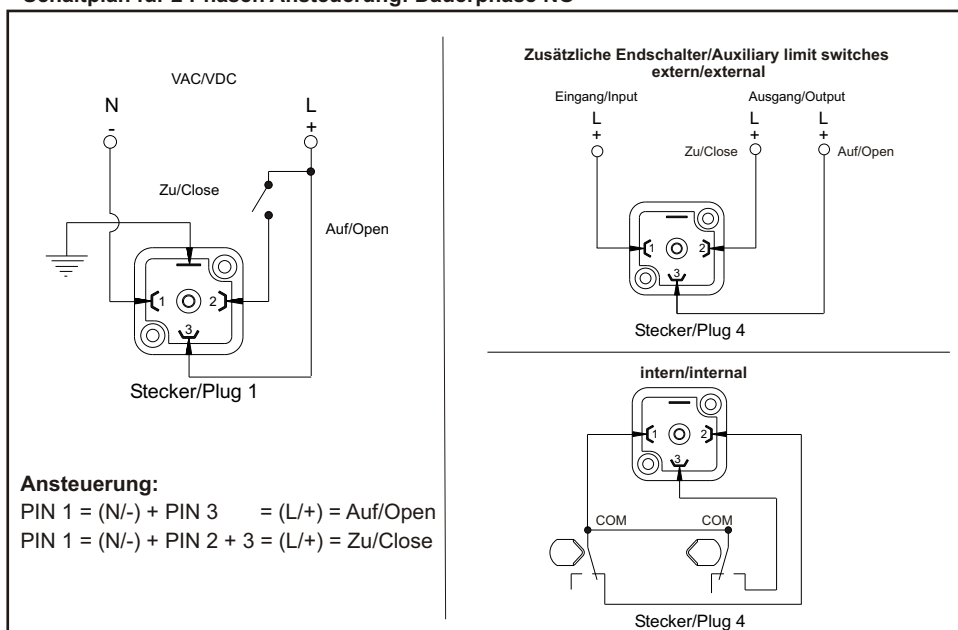 VAC/VDC
N
-
L
+
Zu/Close
Auf/Open
1
2
3
Stecker/Plug 1
Ansteuerung:
PIN 1 = (N/-) + PIN 3 = (L/+) = Auf/Open
PIN 1 = (N/-) + PIN 2 + 3 = (L/+) = Zu/Close
Zusätzliche Endschalter/Auxiliary limit switches
extern/external
Eingang/Input
Ausgang/Output
L
+
L
+
L
+
Zu/Close
Auf/Open
1
2
3
Stecker/Plug 4
intern/internal
1
2
3
COM
COM
Stecker/Plug 4